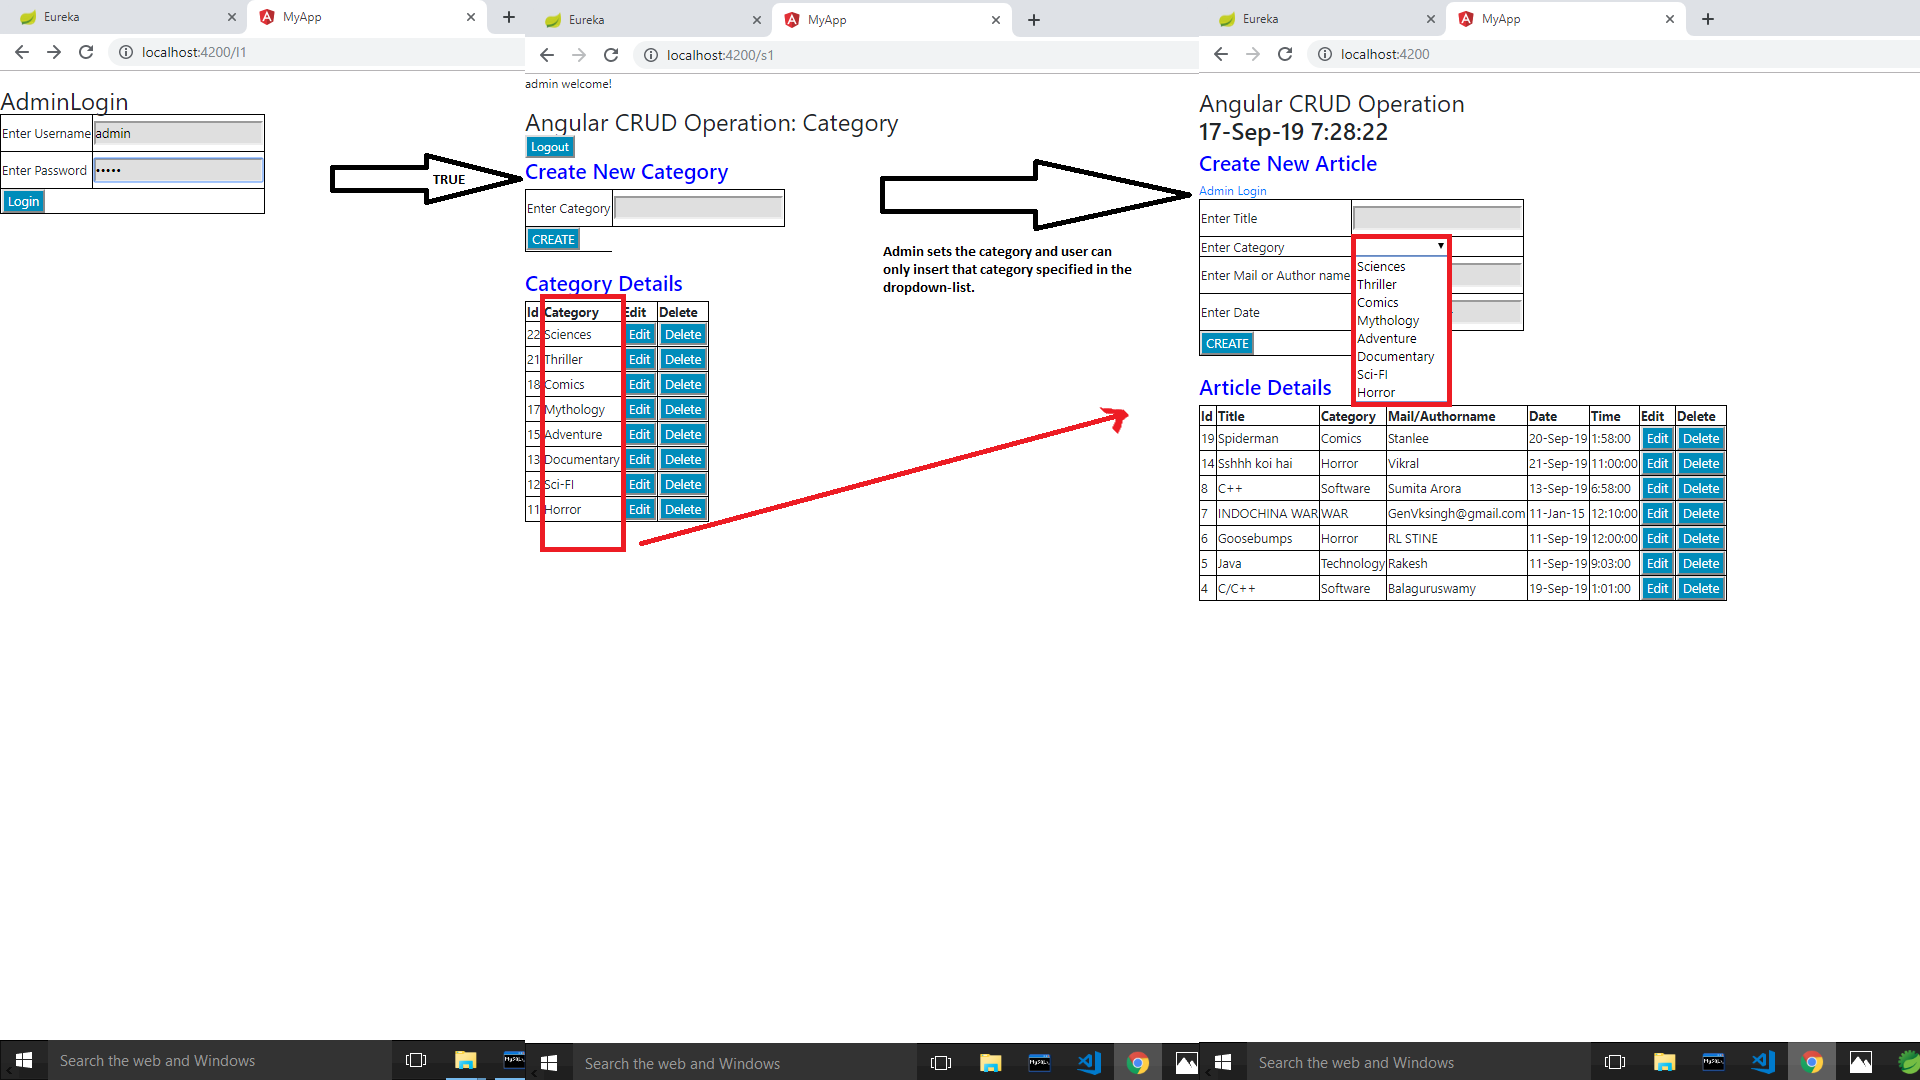 Eureka
MyApp
localhost:4200/l1
AdminLogin
Enter Username admin
Enter Password •••••
Login
TRUE
Eureka
MyApp
localhost:4200/s1
admin welcome!
Angular CRUD Operation: Category
Logout
Create New Category
Enter Category
CREATE
Category Details
Id Category Edit Delete
22 Sciences Edit Delete
21 Thriller Edit Delete
18 Comics Edit Delete
17 Mythology Edit Delete
15 Adventure Edit Delete
13 Documentary Edit Delete
12 Sci-FI Edit Delete
11 Horror Edit Delete
Admin sets the category and user can
only insert that category specified in the
dropdown-list.
Eureka
MyApp
localhost:4200
Angular CRUD Operation
17-Sep-19 7:28:22
Create New Article
Admin Login
Enter Title
Enter Category
Sciences
Thriller
Comics
Mythology
Adventure
Documentary
Sci-FI
Horror
Enter Mail or Author name
Enter Date
CREATE
Article Details
Id Title Category Mail/Authorname Date Time Edit Delete
19 Spiderman Comics Stanlee 20-Sep-19 1:58:00 Edit Delete
14 Sshhh koi hai Horror Vikral 21-Sep-19 11:00:00 Edit Delete
8 C++ Software Sumita Arora 13-Sep-19 6:58:00 Edit Delete
7 INDOCHINA WAR WAR GenVksingh@gmail.com 11-Jan-15 12:10:00 Edit Delete
6 Goosebumps Horror RL STINE 11-Sep-19 12:00:00 Edit Delete
5 Java Technology Rakesh 11-Sep-19 9:03:00 Edit Delete
4 C/C++ Software Balaguruswamy 19-Sep-19 1:01:00 Edit Delete
Search the web and Windows
Search the web and Windows
Search the web and Windows